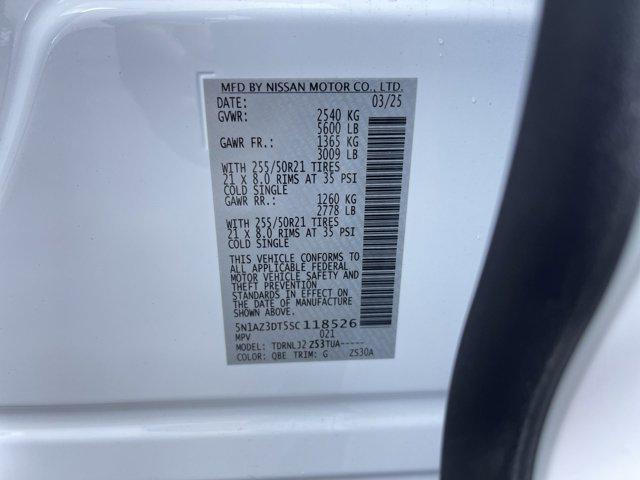 MFD BY NISSAN MOTOR CO., LTD.
DATE: 03/25
GVWR: 2540 KG
5600 LB
GAWR FR.: 1365 KG
3009 LB
WITH 255/50R21 TIRES
21 X 8.0 RIMS AT 35 PSI
COLD SINGLE
GAWR RR.: 1260 KG
2778 LB
WITH 255/50R21 TIRES
21 X 8.0 RIMS AT 35 PSI
COLD SINGLE
THIS VEHICLE CONFORMS TO
ALL APPLICABLE FEDERAL
MOTOR VEHICLE SAFETY AND
THEFT PREVENTION
STANDARDS IN EFFECT ON
THE DATE OF MANUFACTURE
SHOWN ABOVE.
5N1AZ3DT5SC118526
MPV 021
MODEL: TDRNLJ2 Z53TUA-----
COLOR: QBE TRIM: G ZS30A